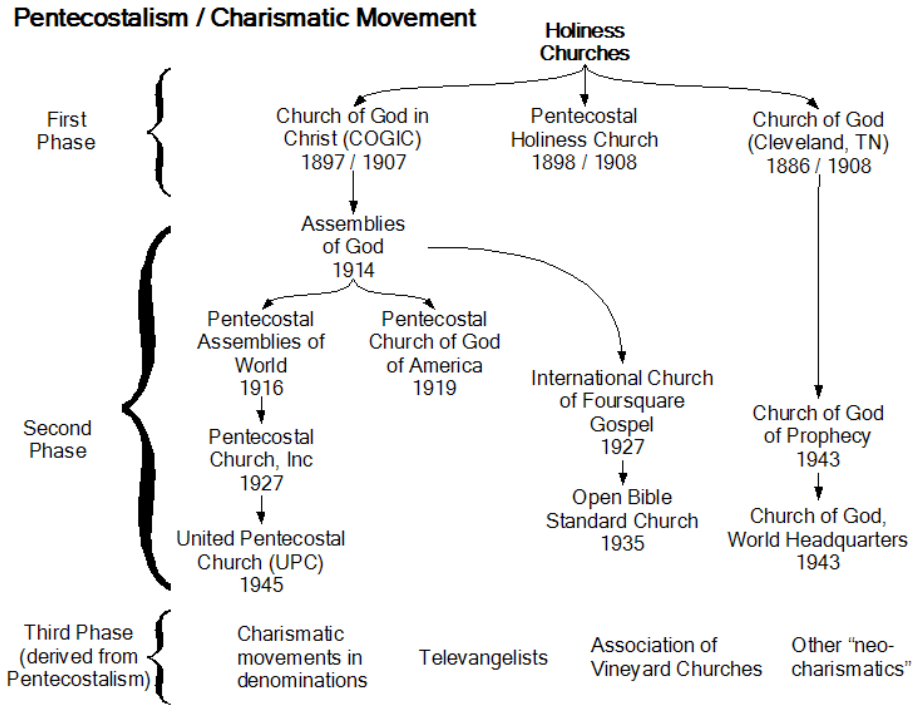 Pentecostalism / Charismatic Movement
Holiness
Churches
First
Phase
Church of God in
Christ (COGIC)
1897 / 1907
Pentecostal
Holiness Church
1898 / 1908
Church of God
(Cleveland, TN)
1886 / 1908
Second
Phase
Assemblies
of God
1914
Pentecostal
Assemblies of
World
1916
Pentecostal
Church of God
of America
1919
International Church
of Foursquare
Gospel
1927
Church of God
of Prophecy
1943
Pentecostal
Church, Inc
1927
Open Bible
Standard Church
1935
Church of God,
World Headquarters
1943
United Pentecostal
Church (UPC)
1945
Third Phase
(derived from
Pentecostalism)
Charismatic
movements in
denominations
Televangelists
Association of
Vineyard Churches
Other “neo-
charismatics”